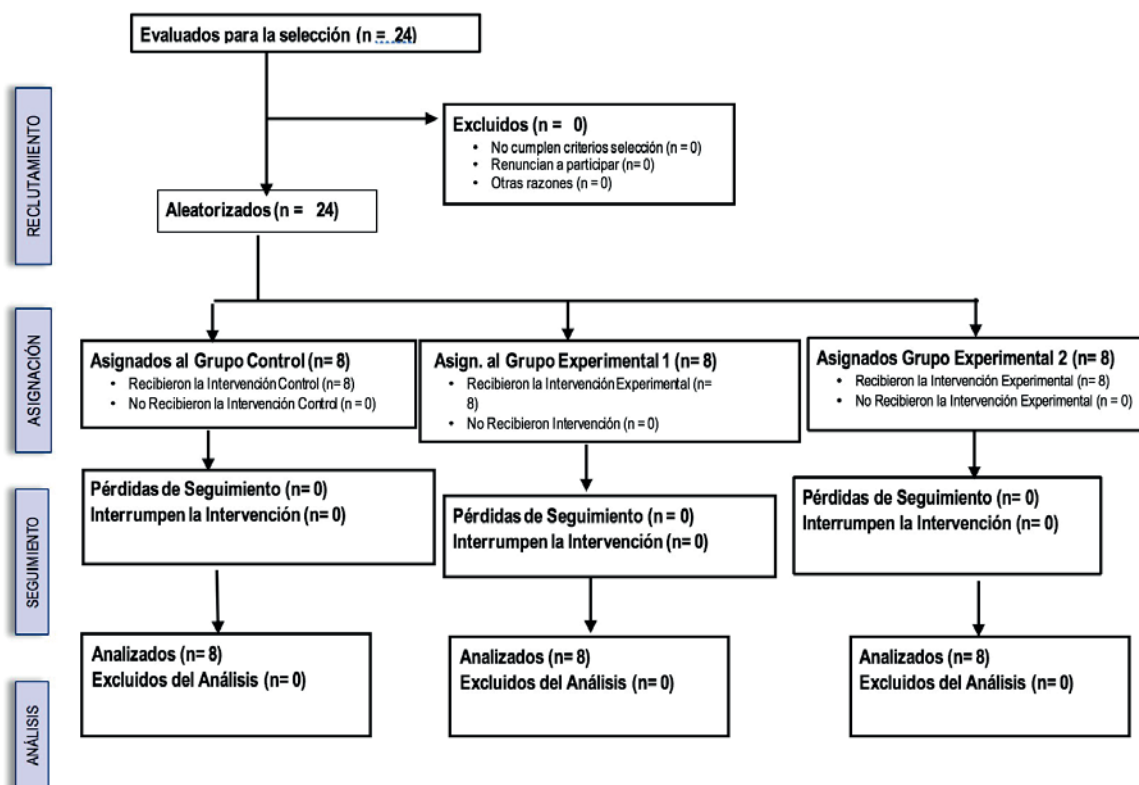 Evaluados para la selección (n = 24)
RECLUTAMIENTO
Excluidos (n = 0)
• No cumplen criterios selección (n = 0)
• Renuncian a participar (n= 0)
• Otras razones (n = 0)
Aleatorizados (n = 24)
ASIGNACIÓN
Asignados al Grupo Control (n= 8)
• Recibieron la Intervención Control (n= 8)
• No Recibieron la Intervención Control (n = 0)
Asign. al Grupo Experimental 1 (n= 8)
• Recibieron la Intervención Experimental (n=
8)
• No Recibieron Intervención (n = 0)
Asignados Grupo Experimental 2 (n= 8)
• Recibieron la Intervención Experimental (n= 8)
• No Recibieron la Intervención Experimental (n = 0)
SEGUIMIENTO
Pérdidas de Seguimiento (n= 0)
Interrumpen la Intervención (n= 0)
Pérdidas de Seguimiento (n = 0)
Interrumpen la Intervención (n= 0)
Pérdidas de Seguimiento (n= 0)
Interrumpen la Intervención (n= 0)
ANÁLISIS
Analizados (n= 8)
Excluidos del Análisis (n= 0)
Analizados (n= 8)
Excluidos del Análisis (n= 0)
Analizados (n= 8)
Excluidos del Análisis (n= 0)